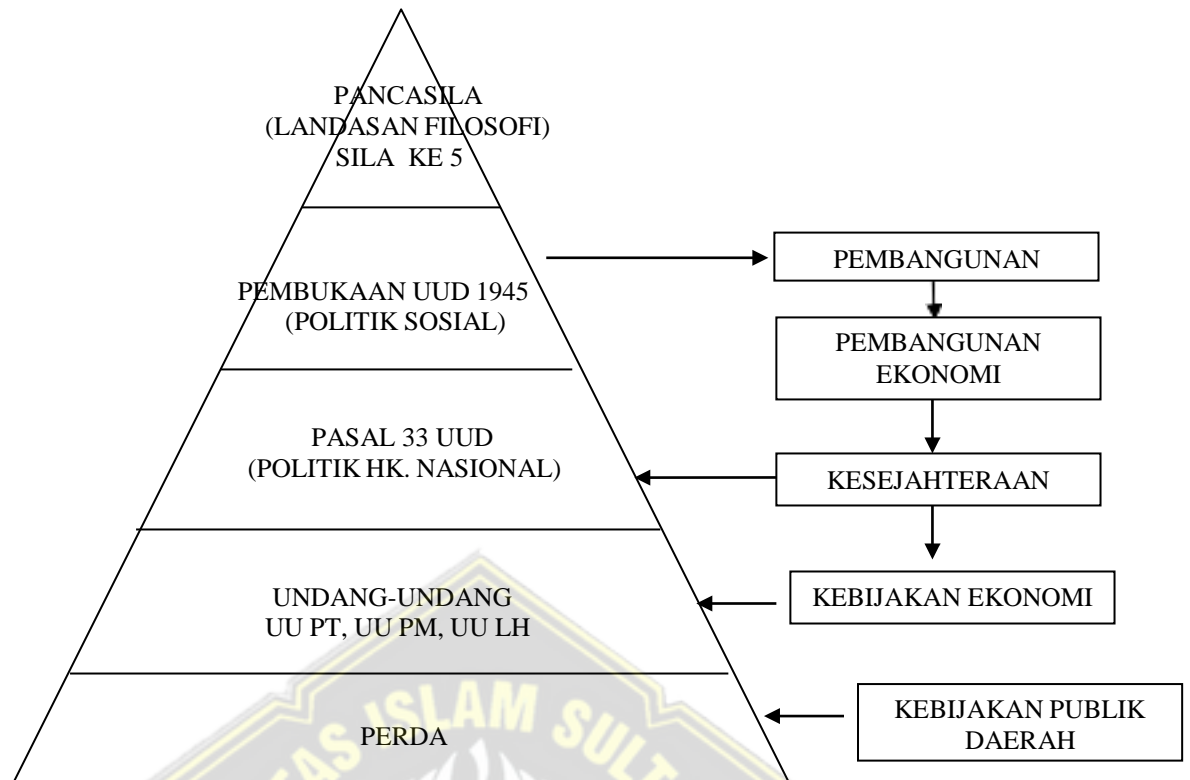 PANCASILA
(LANDASAN FILOSOFI)
SILA KE 5
PEMBUKAAN UUD 1945
(POLITIK SOSIAL)
PASAL 33 UUD
(POLITIK HK. NASIONAL)
UNDANG-UNDANG
UU PT, UU PM, UU LH
PERDA
PEMBANGUNAN
PEMBANGUNAN
EKONOMI
KESEJAHTERAAN
KEBIJAKAN EKONOMI
KEBIJAKAN PUBLIK
DAERAH
ISLAM